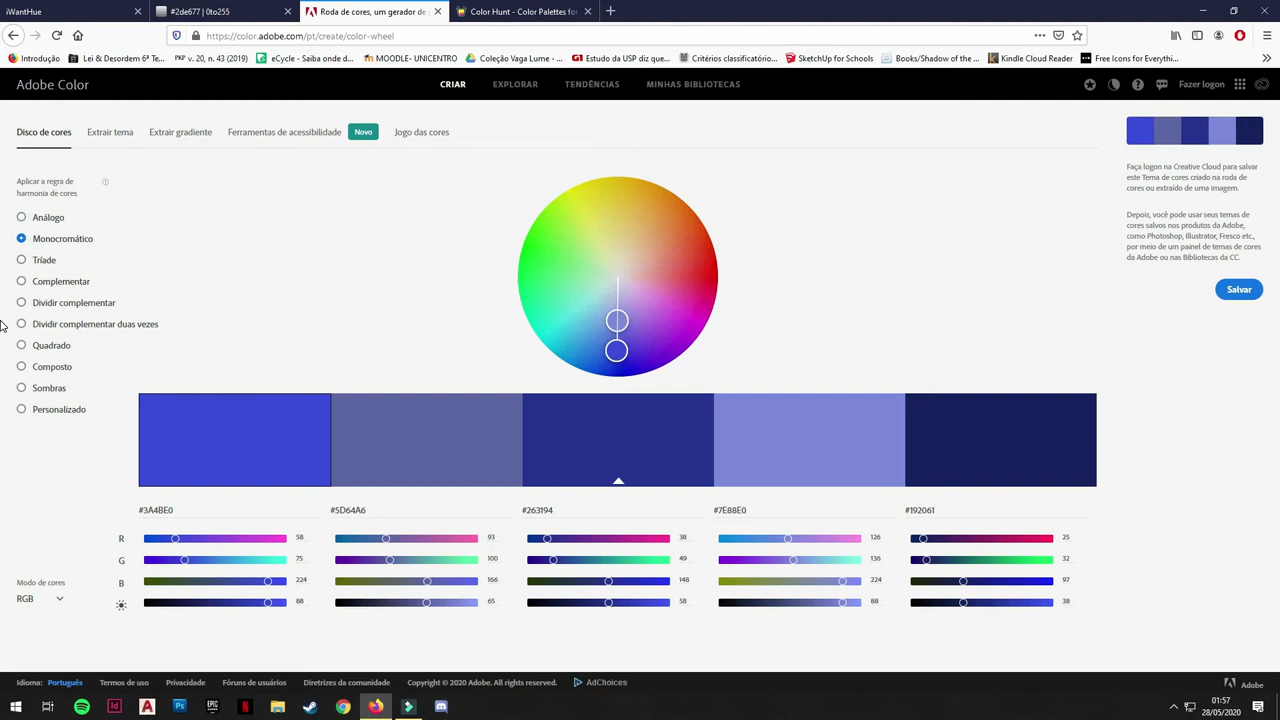 iWantHue
#2de677 | 0to255
Roda de cores, um gerador de p
Color Hunt - Color Palettes for
https://color.adobe.com/pt/create/color-wheel
Introdução
Lei & Desordem 6ª Te...
PKP v. 20, n. 43 (2019)
eCycle - Saiba onde d...
MOODLE- UNICENTRO
Coleção Vaga Lume - ...
G1 Estudo da USP diz que...
Critérios classificatório...
SketchUp for Schools
Books/Shadow of the ...
Kindle Cloud Reader
Free Icons for Everythi...
Adobe Color
CRIAR
EXPLORAR
TENDÊNCIAS
MINHAS BIBLIOTECAS
Fazer logon
Disco de cores
Extrair tema
Extrair gradiente
Ferramentas de acessibilidade
Novo
Jogo das cores
Aplicar a regra de
harmonia de cores
Análogo
Monocromático
Tríade
Complementar
Dividir complementar
Dividir complementar duas vezes
Quadrado
Composto
Sombras
Personalizado
Faça logon na Creative Cloud para salvar
este Tema de cores criado na roda de
cores ou extraído de uma imagem.
Depois, você pode usar seus temas de
cores salvos nos produtos da Adobe,
como Photoshop, Illustrator, Fresco etc.,
por meio de um painel de temas de cores
da Adobe ou nas Bibliotecas da CC.
Salvar
#3A4BE0 #5D64A6 #263194 #7E88E0 #192061
R 58 93 38 126 25
G 75 100 49 136 32
B 224 166 148 224 97
88 65 58 88 38
Modo de cores
RGB
Idioma: Português
Termos de uso
Privacidade
Fóruns de usuários
Diretrizes da comunidade
Copyright © 2020 Adobe. All rights reserved.
AdChoices
Adobe
Id
A
Ps
EPIC
GAMES
N
01:57
28/05/2020